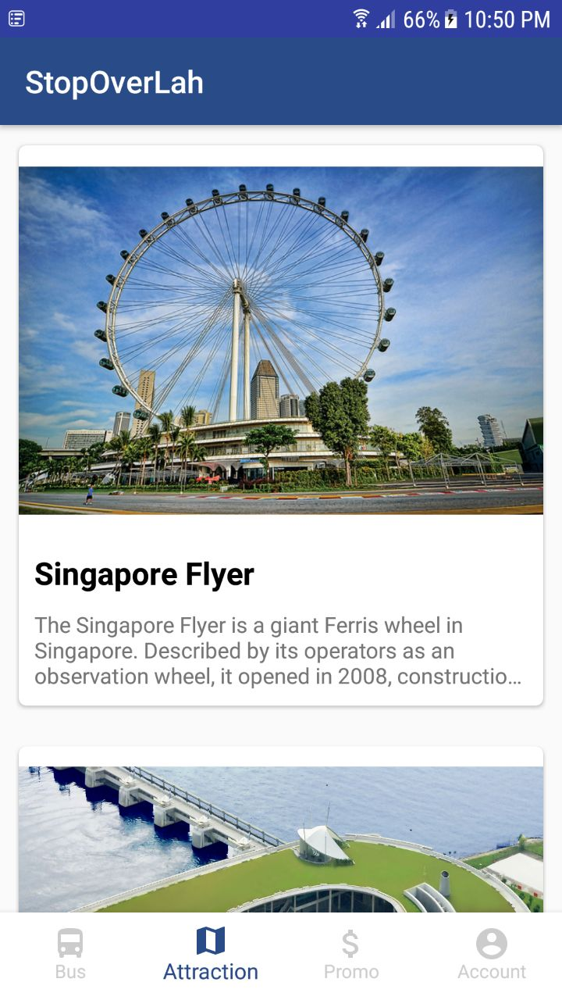 66% 10:50 PM
StopOverLah
Singapore Flyer
The Singapore Flyer is a giant Ferris wheel in
Singapore. Described by its operators as an
observation wheel, it opened in 2008, constructio…
Bus
Attraction
Promo
Account